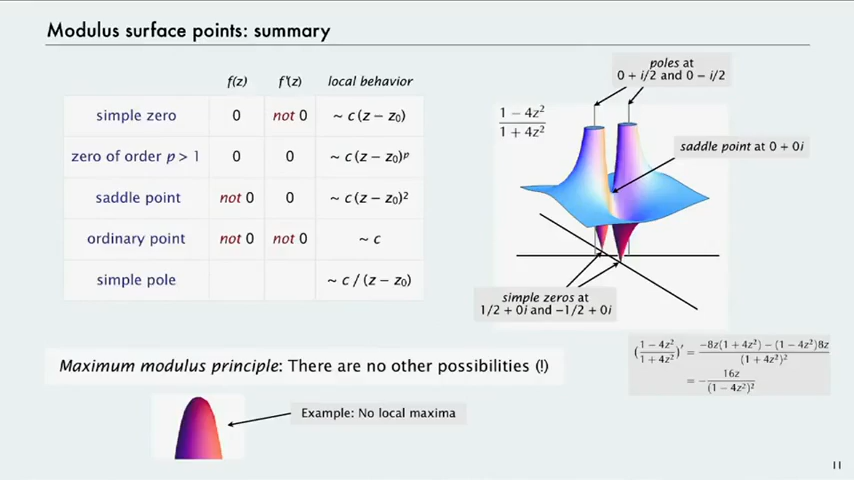 Modulus surface points: summary
f(z) f'(z) local behavior
simple zero 0 not 0 ~ c (z − z₀)
zero of order p > 1 0 0 ~ c (z − z₀)ᵖ
saddle point not 0 0 ~ c (z − z₀)²
ordinary point not 0 not 0 ~ c
simple pole ~ c / (z − z₀)
poles at
0 + i/2 and 0 − i/2
1 − 4z²
1 + 4z²
saddle point at 0 + 0i
simple zeros at
1/2 + 0i and −1/2 + 0i
(1−4z²/1+4z²)′ = −8z(1 + 4z²) − (1 − 4z²)8z / (1 + 4z²)²
= − 16z / (1 − 4z²)²
Maximum modulus principle: There are no other possibilities (!)
Example: No local maxima
11